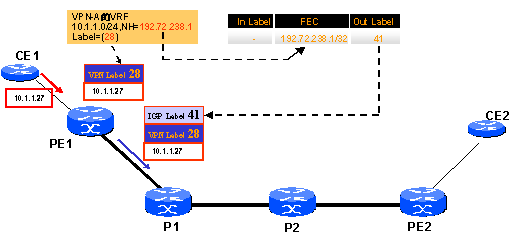 VPN-A的VRF
10.1.1.0/24,NH=192.72.238.1
Label=(28)
In Label FEC Out Label
- 192.72.238.1/32 41
CE1
VPN Label 28
10.1.1.27
10.1.1.27
PE1
IGP Label 41
VPN Label 28
10.1.1.27
CE2
P1
P2
PE2